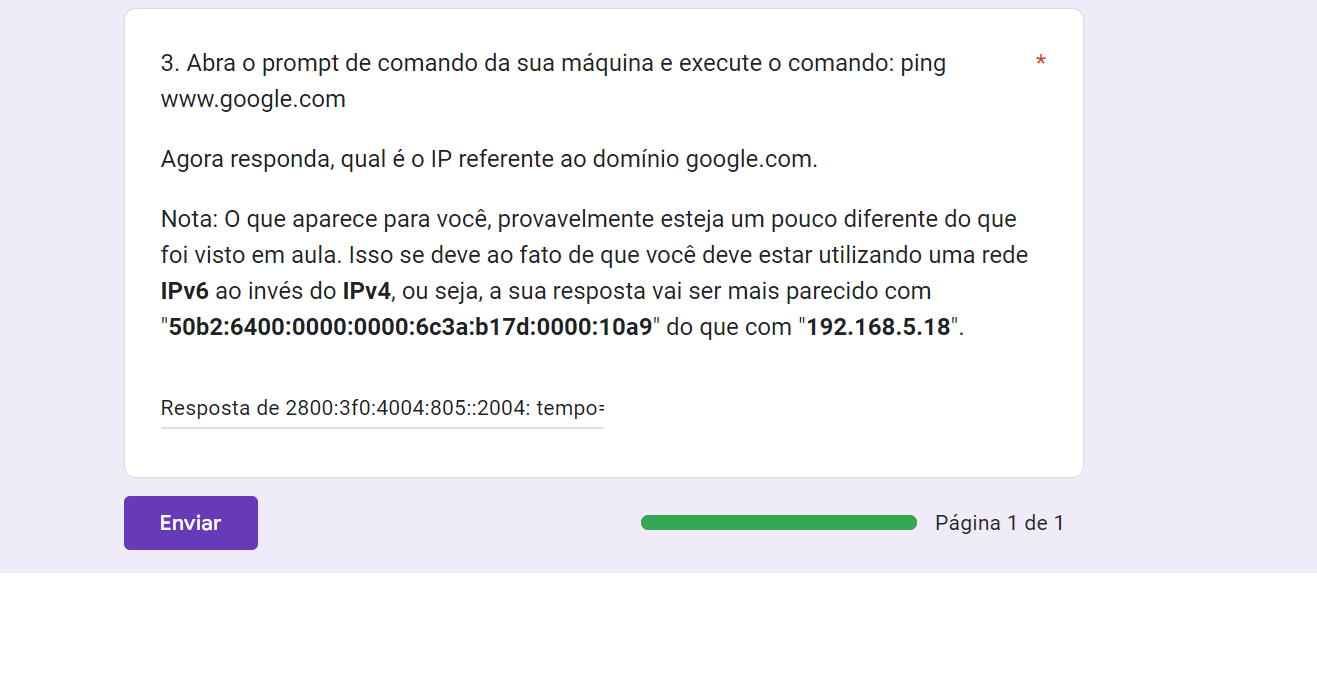 3. Abra o prompt de comando da sua máquina e execute o comando: ping *
www.google.com
Agora responda, qual é o IP referente ao domínio google.com.
Nota: O que aparece para você, provavelmente esteja um pouco diferente do que
foi visto em aula. Isso se deve ao fato de que você deve estar utilizando uma rede
IPv6 ao invés do IPv4, ou seja, a sua resposta vai ser mais parecido com
"50b2:6400:0000:0000:6c3a:b17d:0000:10a9" do que com "192.168.5.18".
Resposta de 2800:3f0:4004:805::2004: tempo=
Enviar
Página 1 de 1